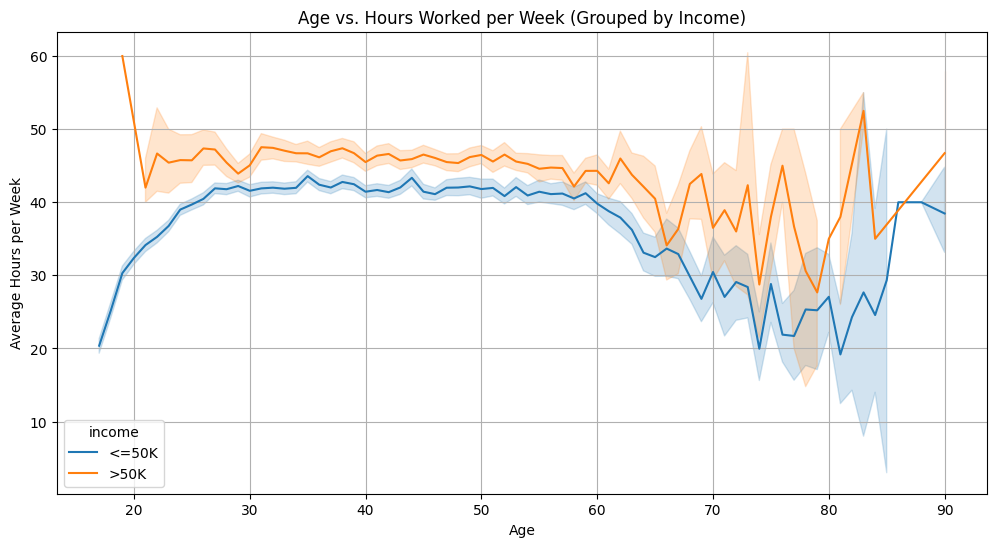 Age vs. Hours Worked per Week (Grouped by Income)
Average Hours per Week
60
50
40
30
20
10
income
<=50K
>50K
20 30 40 50 60 70 80 90
Age